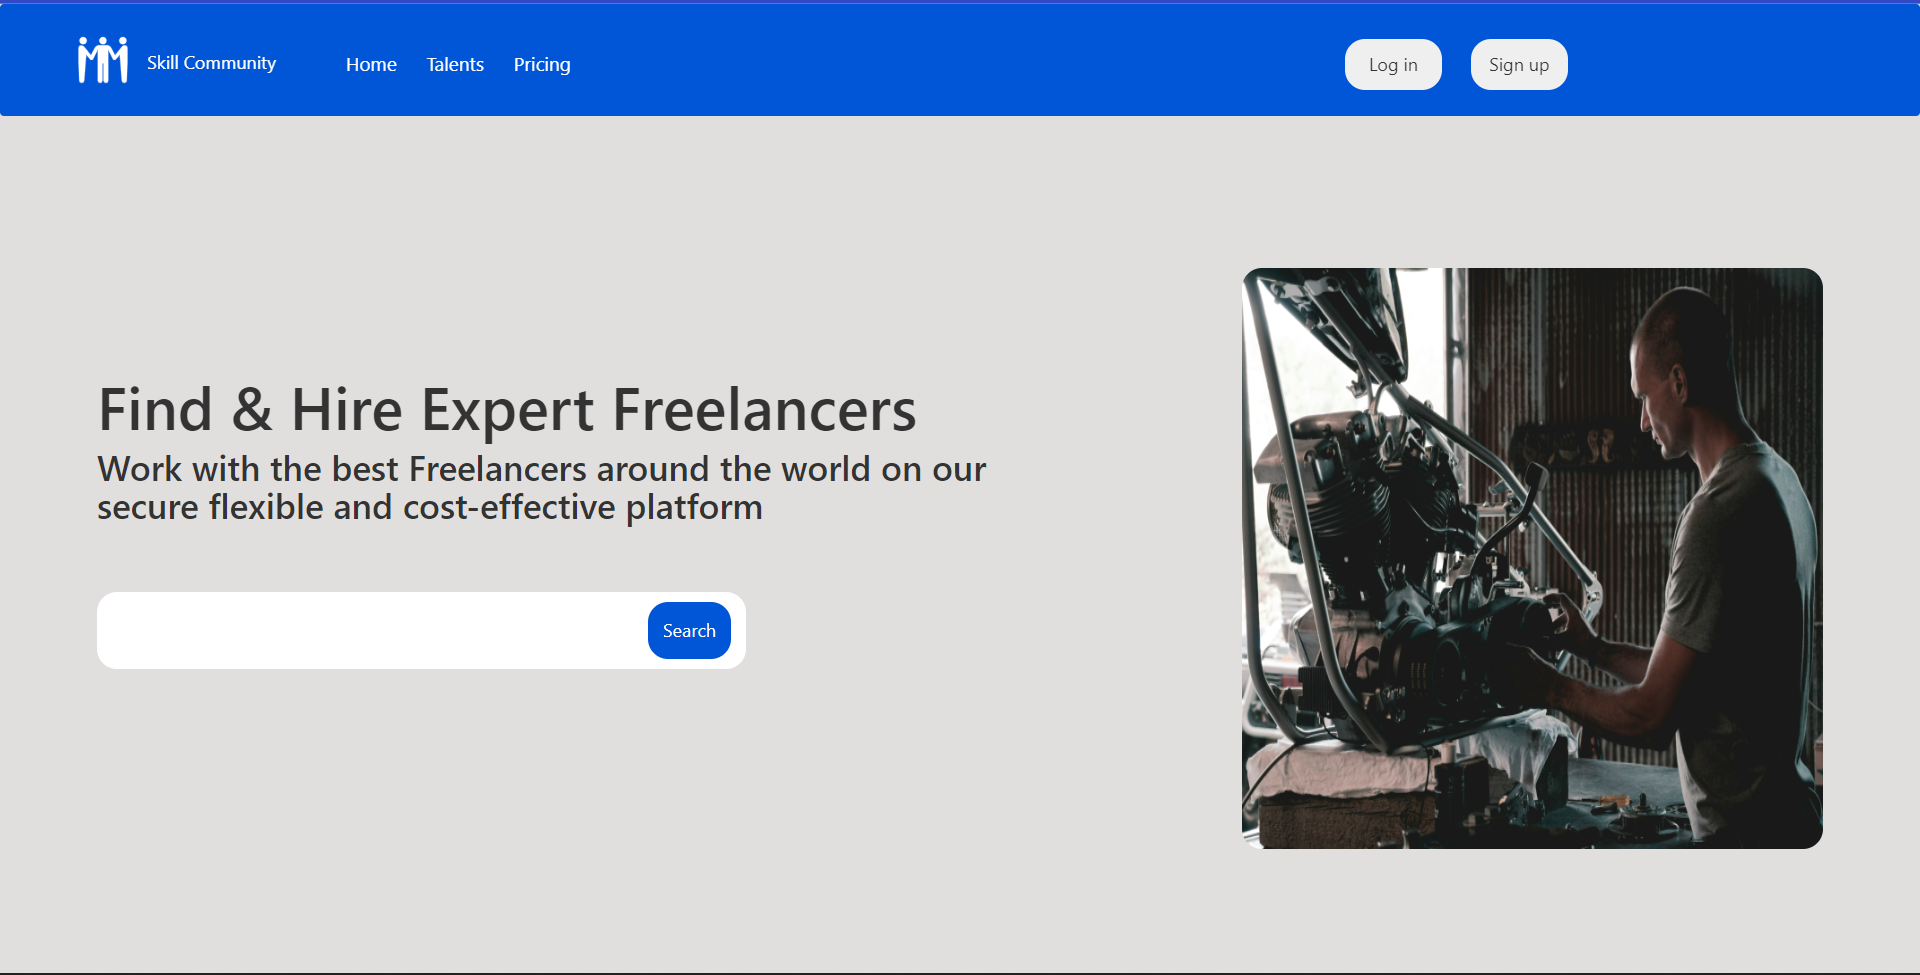 Skill Community
Home
Talents
Pricing
Log in
Sign up
Find & Hire Expert Freelancers
Work with the best Freelancers around the world on our
secure flexible and cost-effective platform
Search